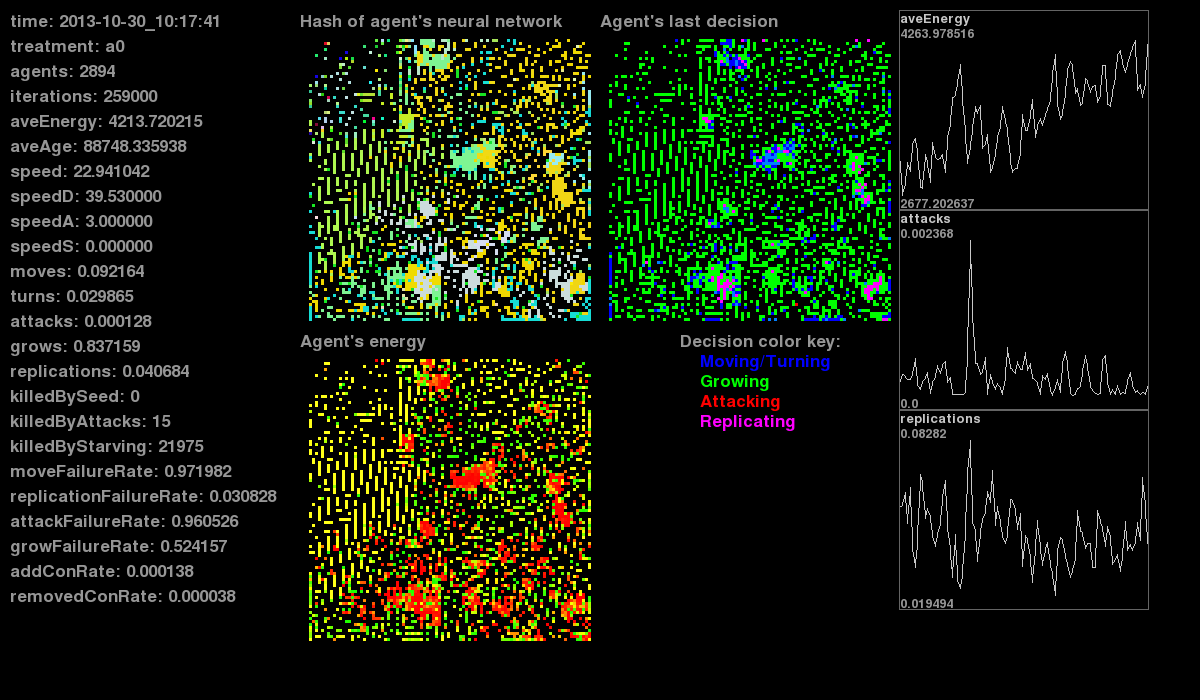 time: 2013-10-30_10:17:41
treatment: a0
agents: 2894
iterations: 259000
aveEnergy: 4213.720215
aveAge: 88748.335938
speed: 22.941042
speedD: 39.530000
speedA: 3.000000
speedS: 0.000000
moves: 0.092164
turns: 0.029865
attacks: 0.000128
grows: 0.837159
replications: 0.040684
killedBySeed: 0
killedByAttacks: 15
killedByStarving: 21975
moveFailureRate: 0.971982
replicationFailureRate: 0.030828
attackFailureRate: 0.960526
growFailureRate: 0.524157
addConRate: 0.000138
removedConRate: 0.000038
Hash of agent's neural network
Agent's last decision
Agent's energy
Decision color key:
Moving/Turning
Growing
Attacking
Replicating
aveEnergy
4263.978516
2677.202637
attacks
0.002368
0.0
replications
0.08282
0.019494